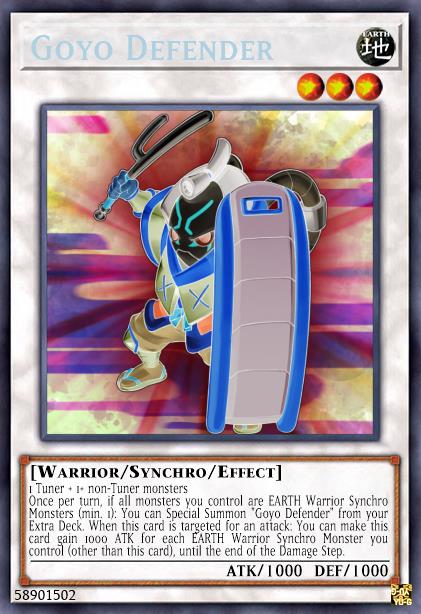 GOYO DEFENDER
EARTH
地
[WARRIOR/SYNCHRO/EFFECT]
1 Tuner + 1+ non-Tuner monsters
Once per turn, if all monsters you control are EARTH Warrior Synchro
Monsters (min. 1): You can Special Summon "Goyo Defender" from your
Extra Deck. When this card is targeted for an attack: You can make this
card gain 1000 ATK for each EARTH Warrior Synchro Monster you
control (other than this card), until the end of the Damage Step.
ATK/1000 DEF/1000
58901502